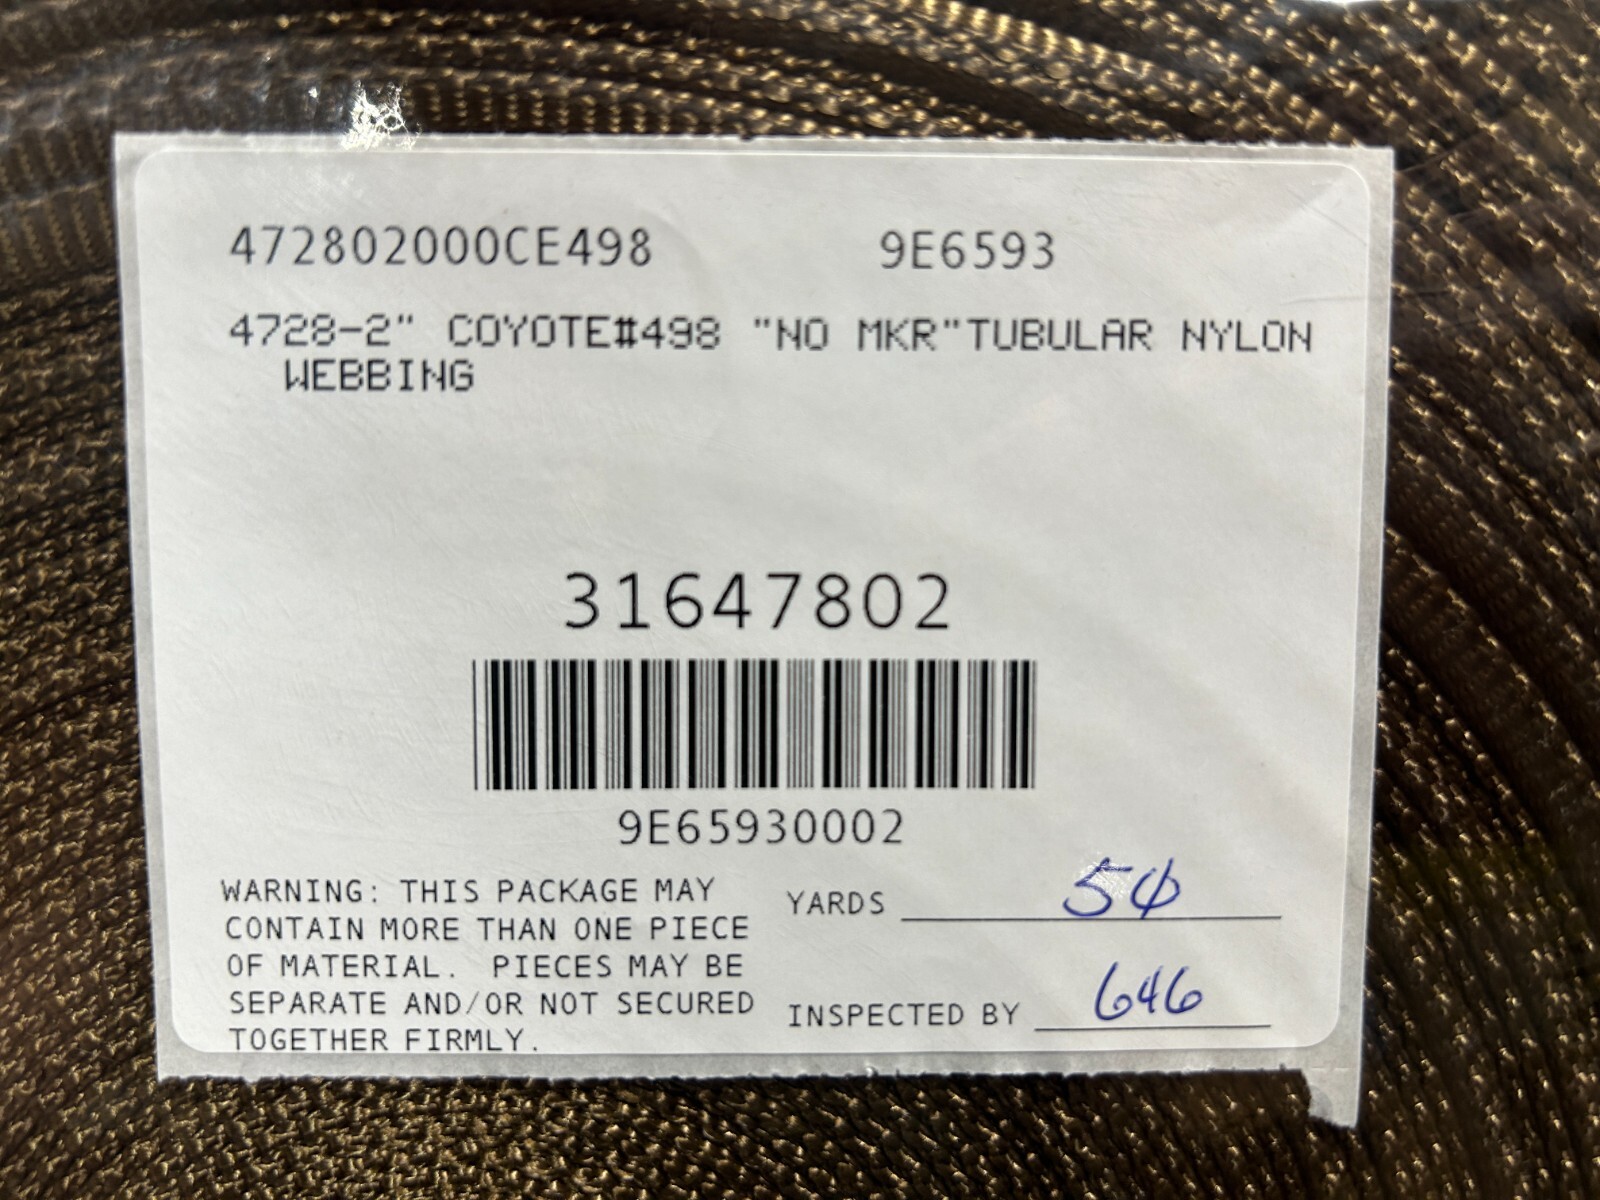 472802000CE498 9E6593
4728-2" COYOTE#498 "NO MKR"TUBULAR NYLON
WEBBING
31647802
9E65930002
WARNING: THIS PACKAGE MAY
CONTAIN MORE THAN ONE PIECE
OF MATERIAL. PIECES MAY BE
SEPARATE AND/OR NOT SECURED
TOGETHER FIRMLY.
YARDS 50
INSPECTED BY 646